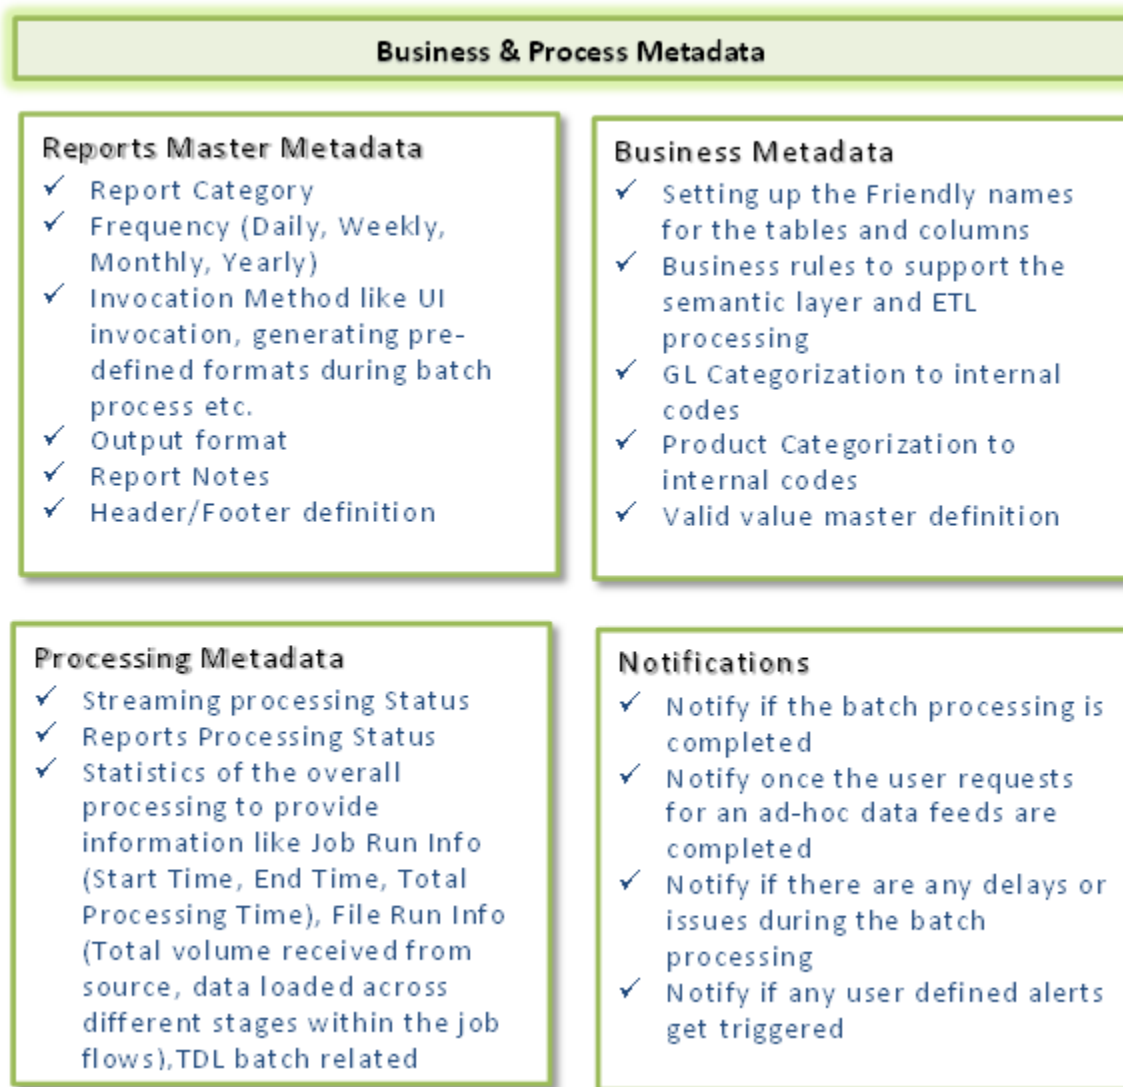 Business & Process Metadata
Reports Master Metadata
✓ Report Category
✓ Frequency (Daily, Weekly,
Monthly, Yearly)
✓ Invocation Method like UI
invocation, generating pre-
defined formats during batch
process etc.
✓ Output format
✓ Report Notes
✓ Header/Footer definition
Business Metadata
✓ Setting up the Friendly names
for the tables and columns
✓ Business rules to support the
semantic layer and ETL
processing
✓ GL Categorization to internal
codes
✓ Product Categorization to
internal codes
✓ Valid value master definition
Processing Metadata
✓ Streaming processing Status
✓ Reports Processing Status
✓ Statistics of the overall
processing to provide
information like Job Run Info
(Start Time, End Time, Total
Processing Time), File Run Info
(Total volume received from
source, data loaded across
different stages within the job
flows),TDL batch related
Notifications
✓ Notify if the batch processing is
completed
✓ Notify once the user requests
for an ad-hoc data feeds are
completed
✓ Notify if there are any delays or
issues during the batch
processing
✓ Notify if any user defined alerts
get triggered